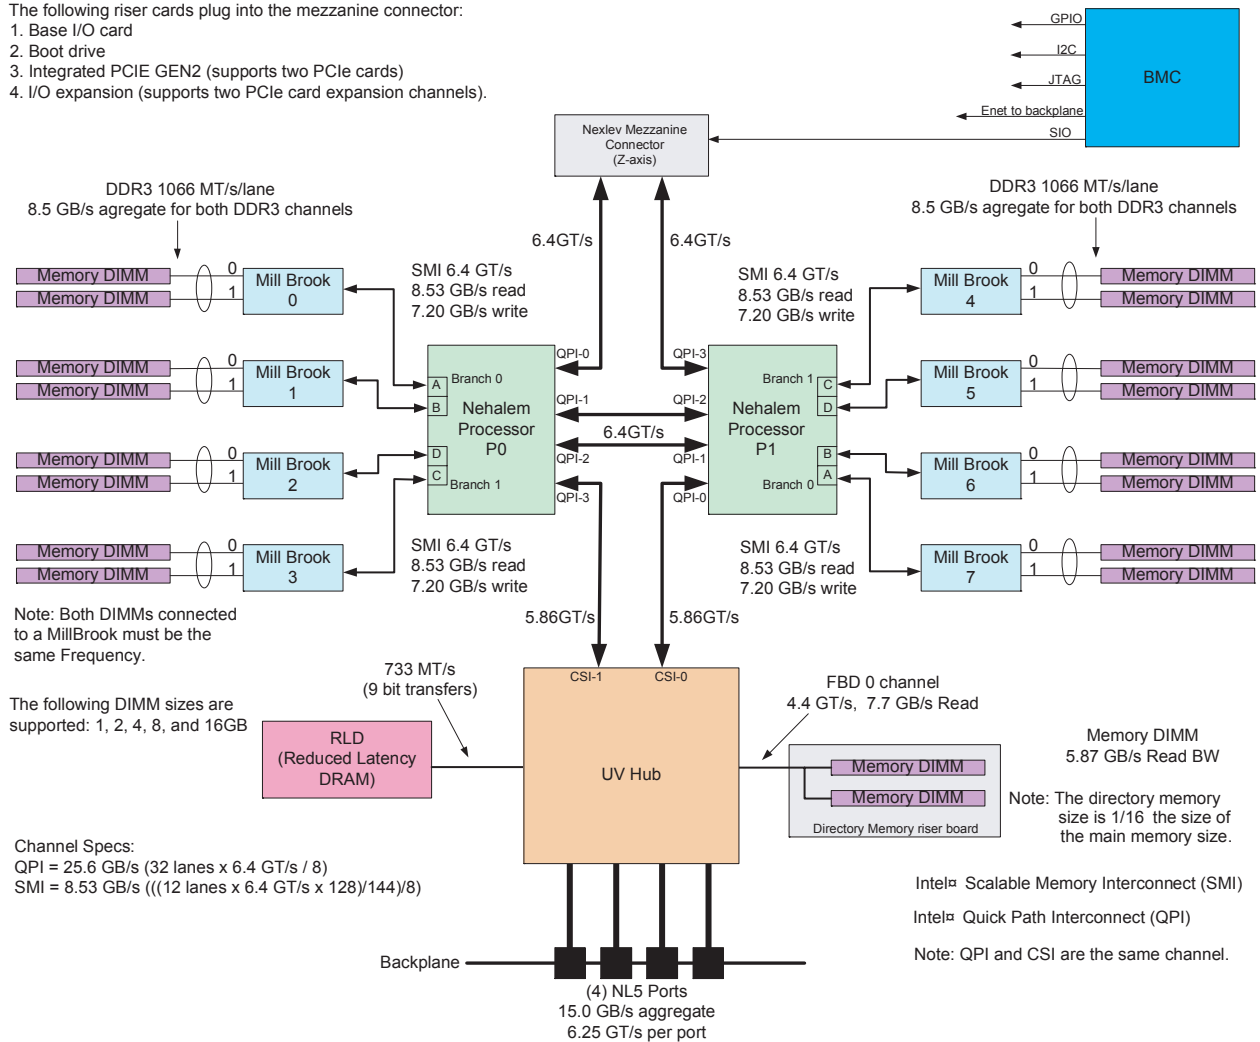 The following riser cards plug into the mezzanine connector:
1. Base I/O card
2. Boot drive
3. Integrated PCIE GEN2 (supports two PCIe cards)
4. I/O expansion (supports two PCIe card expansion channels).
GPIO
I2C
JTAG
Enet to backplane
SIO
BMC
Nexlev Mezzanine
Connector
(Z-axis)
DDR3 1066 MT/s/lane
8.5 GB/s agregate for both DDR3 channels
DDR3 1066 MT/s/lane
8.5 GB/s agregate for both DDR3 channels
6.4GT/s
6.4GT/s
Memory DIMM
Memory DIMM
0
1
Mill Brook
0
SMI 6.4 GT/s
8.53 GB/s read
7.20 GB/s write
SMI 6.4 GT/s
8.53 GB/s read
7.20 GB/s write
Mill Brook
4
0
1
Memory DIMM
Memory DIMM
Memory DIMM
Memory DIMM
0
1
Mill Brook
1
Mill Brook
5
0
1
Memory DIMM
Memory DIMM
Memory DIMM
Memory DIMM
0
1
Mill Brook
2
Mill Brook
6
0
1
Memory DIMM
Memory DIMM
Memory DIMM
Memory DIMM
0
1
Mill Brook
3
Mill Brook
7
0
1
Memory DIMM
Memory DIMM
A
Branch 0
B
Nehalem
Processor
P0
D
C
Branch 1
QPI-0
QPI-1
QPI-2
QPI-3
6.4GT/s
QPI-3
QPI-2
QPI-1
QPI-0
Branch 1
C
D
Nehalem
Processor
P1
B
A
Branch 0
SMI 6.4 GT/s
8.53 GB/s read
7.20 GB/s write
SMI 6.4 GT/s
8.53 GB/s read
7.20 GB/s write
Note: Both DIMMs connected
to a MillBrook must be the
same Frequency.
5.86GT/s
5.86GT/s
The following DIMM sizes are
supported: 1, 2, 4, 8, and 16GB
733 MT/s
(9 bit transfers)
CSI-1
CSI-0
UV Hub
RLD
(Reduced Latency
DRAM)
FBD 0 channel
4.4 GT/s, 7.7 GB/s Read
Memory DIMM
Memory DIMM
Directory Memory riser board
Memory DIMM
5.87 GB/s Read BW
Note: The directory memory
size is 1/16 the size of
the main memory size.
Channel Specs:
QPI = 25.6 GB/s (32 lanes x 6.4 GT/s / 8)
SMI = 8.53 GB/s (((12 lanes x 6.4 GT/s x 128)/144)/8)
Intel¤ Scalable Memory Interconnect (SMI)
Intel¤ Quick Path Interconnect (QPI)
Note: QPI and CSI are the same channel.
Backplane
(4) NL5 Ports
15.0 GB/s aggregate
6.25 GT/s per port